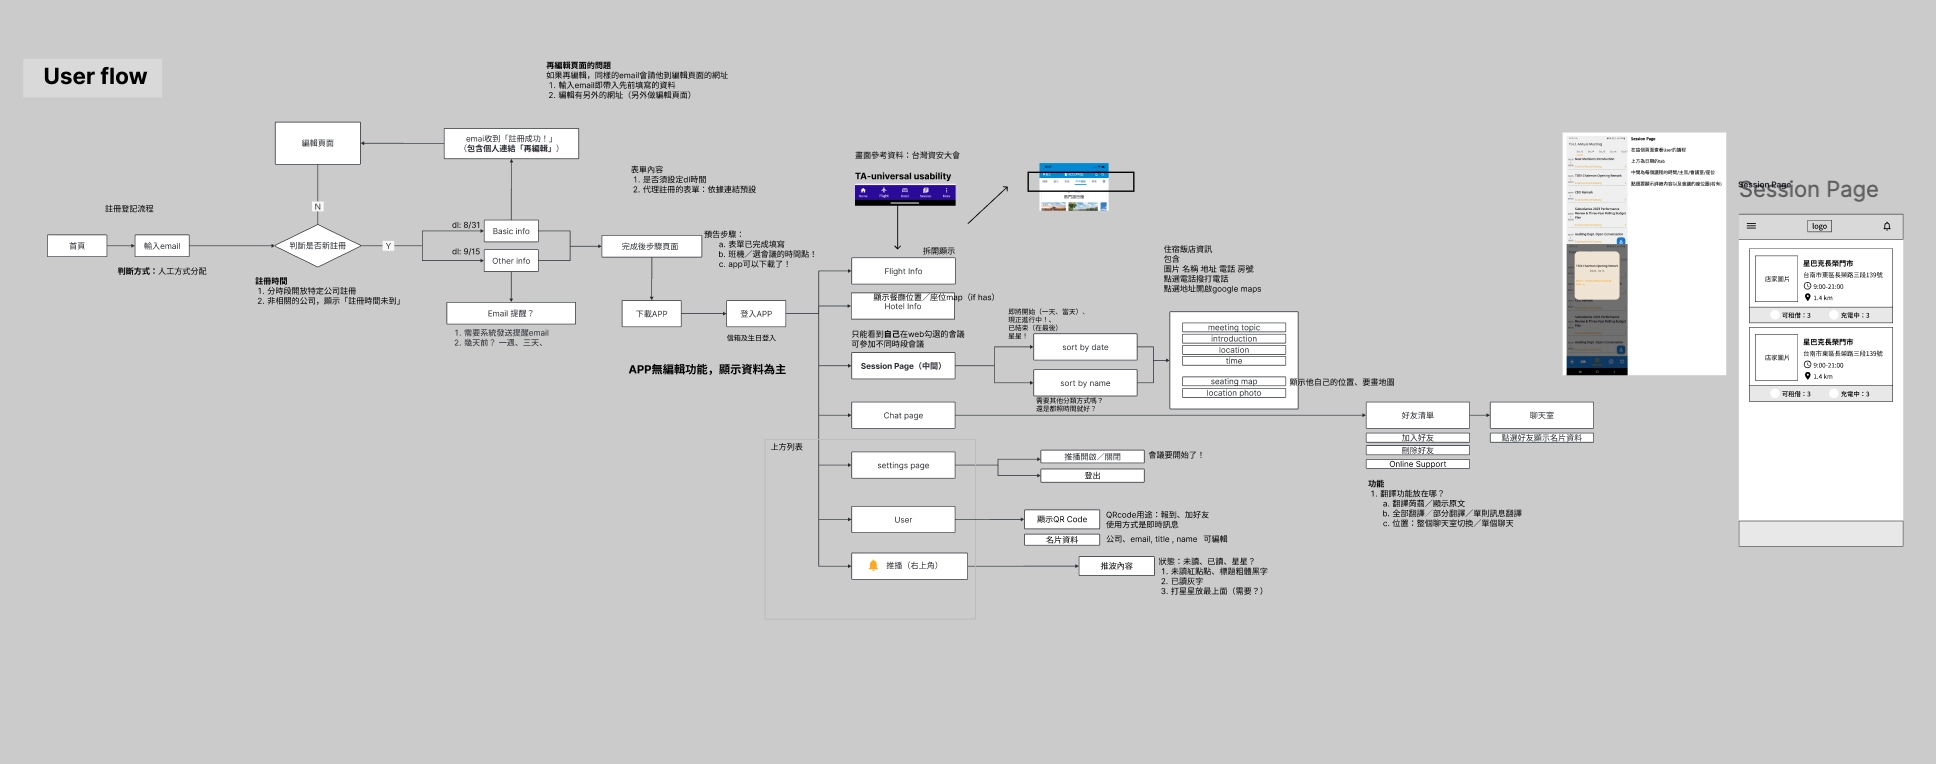 User flow
再編輯頁面的問題
如果再編輯，同樣的email會請他到編輯頁面的網址
1. 輸入email即帶入先前填寫的資料
2. 編輯有另外的網址（另外做編輯頁面）
編輯頁面
emai收到「註冊成功！」
（包含個人連結「再編輯」）
表單內容
1. 是否須設定dl時間
2. 代理註冊的表單：依據連結預設
註冊登記流程
首頁
輸入email
判斷方式：人工方式分配
N
判斷是否新註冊
Y
註冊時間
1. 分時段開放特定公司註冊
2. 非相關的公司，顯示「註冊時間未到」
dl: 8/31
Basic info
dl: 9/15
Other info
Email 提醒？
1. 需要系統發送提醒email
2. 幾天前？ 一週、三天、
完成後步驟頁面
預告步驟：
a. 表單已完成填寫
b. 班機／選會議的時間點！
c. app可以下載了！
下載APP
登入APP
信箱及生日登入
APP無編輯功能，顯示資料為主
畫面參考資料：台灣資安大會
TA-universal usability
Home
Flight
Hotel
Session
More
拆開顯示
Flight Info
顯示餐廳位置／座位map（if has）
Hotel Info
只能看到自己在web勾選的會議
可參加不同時段會議
Session Page（中間）
Chat page
上方列表
settings page
User
推播（右上角）
即將開始（一天、當天）、
現正進行中！、
已結束（在最後）
星星！
sort by date
sort by name
需要其他分類方式嗎？
還是都照時間就好？
住宿飯店資訊
包含
圖片 名稱 地址 電話 房號
點選電話撥打電話
點選地址開啟google maps
meeting topic
introduction
location
time
seating map
location photo
顯示他自己的位置、要畫地圖
推播開啟／關閉
會議要開始了！
登出
顯示QR Code
QRcode用途：報到、加好友
使用方式是即時訊息
名片資料
公司、email, title , name 可編輯
推波內容
狀態：未讀、已讀、星星？
1. 未讀紅點點、標題粗體黑字
2. 已讀灰字
3. 打星星放最上面（需要？）
好友清單
加入好友
刪除好友
Online Support
聊天室
點選好友顯示名片資料
功能
1. 翻譯功能放在哪？
a. 翻譯蒟蒻／顯示原文
b. 全部翻譯／部分翻譯／單則訊息翻譯
c. 位置：整個聊天室切換／單個聊天
Session Page
在這個頁面查看User的議程
上方為日期的tab
Session Page
Session Page
logo
店家圖片
星巴克長榮門市
台南市東區長榮路三段139號
9:00-21:00
1.4 km
可租借：3
充電中：3
店家圖片
星巴克長榮門市
台南市東區長榮路三段139號
9:00-21:00
1.4 km
可租借：3
充電中：3